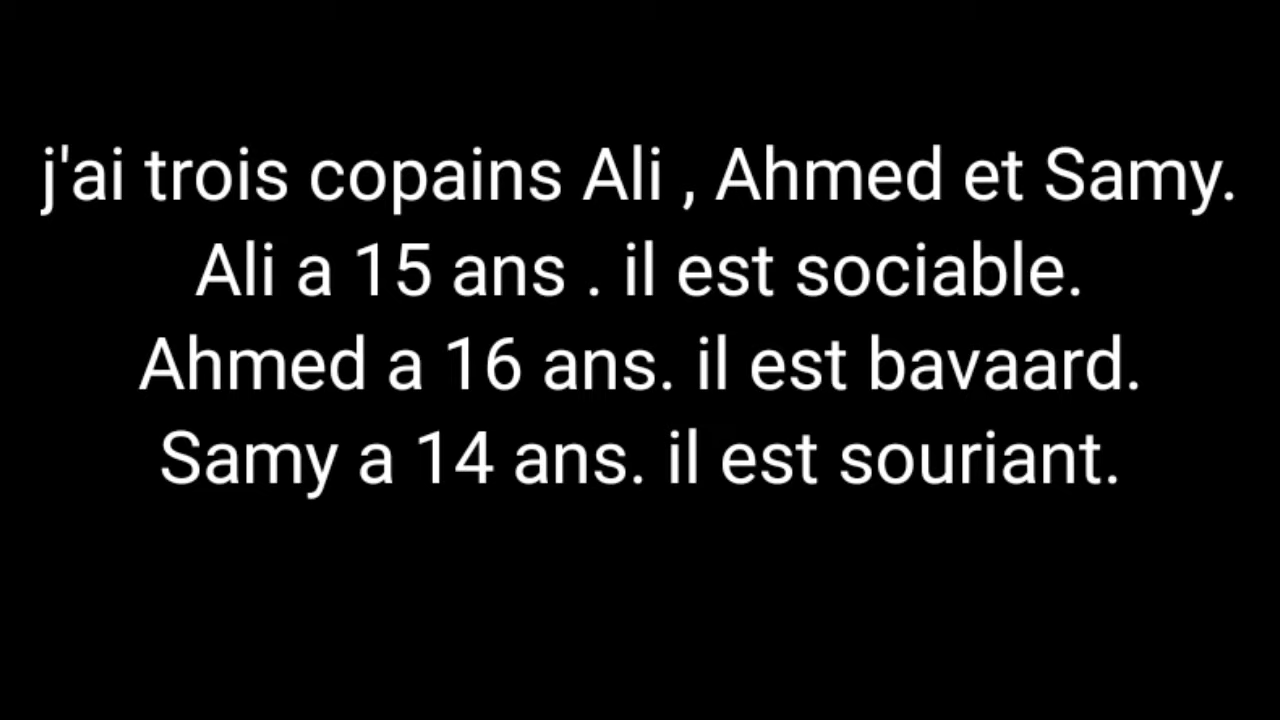 j'ai trois copains Ali , Ahmed et Samy.
Ali a 15 ans . il est sociable.
Ahmed a 16 ans. il est bavaard.
Samy a 14 ans. il est souriant.